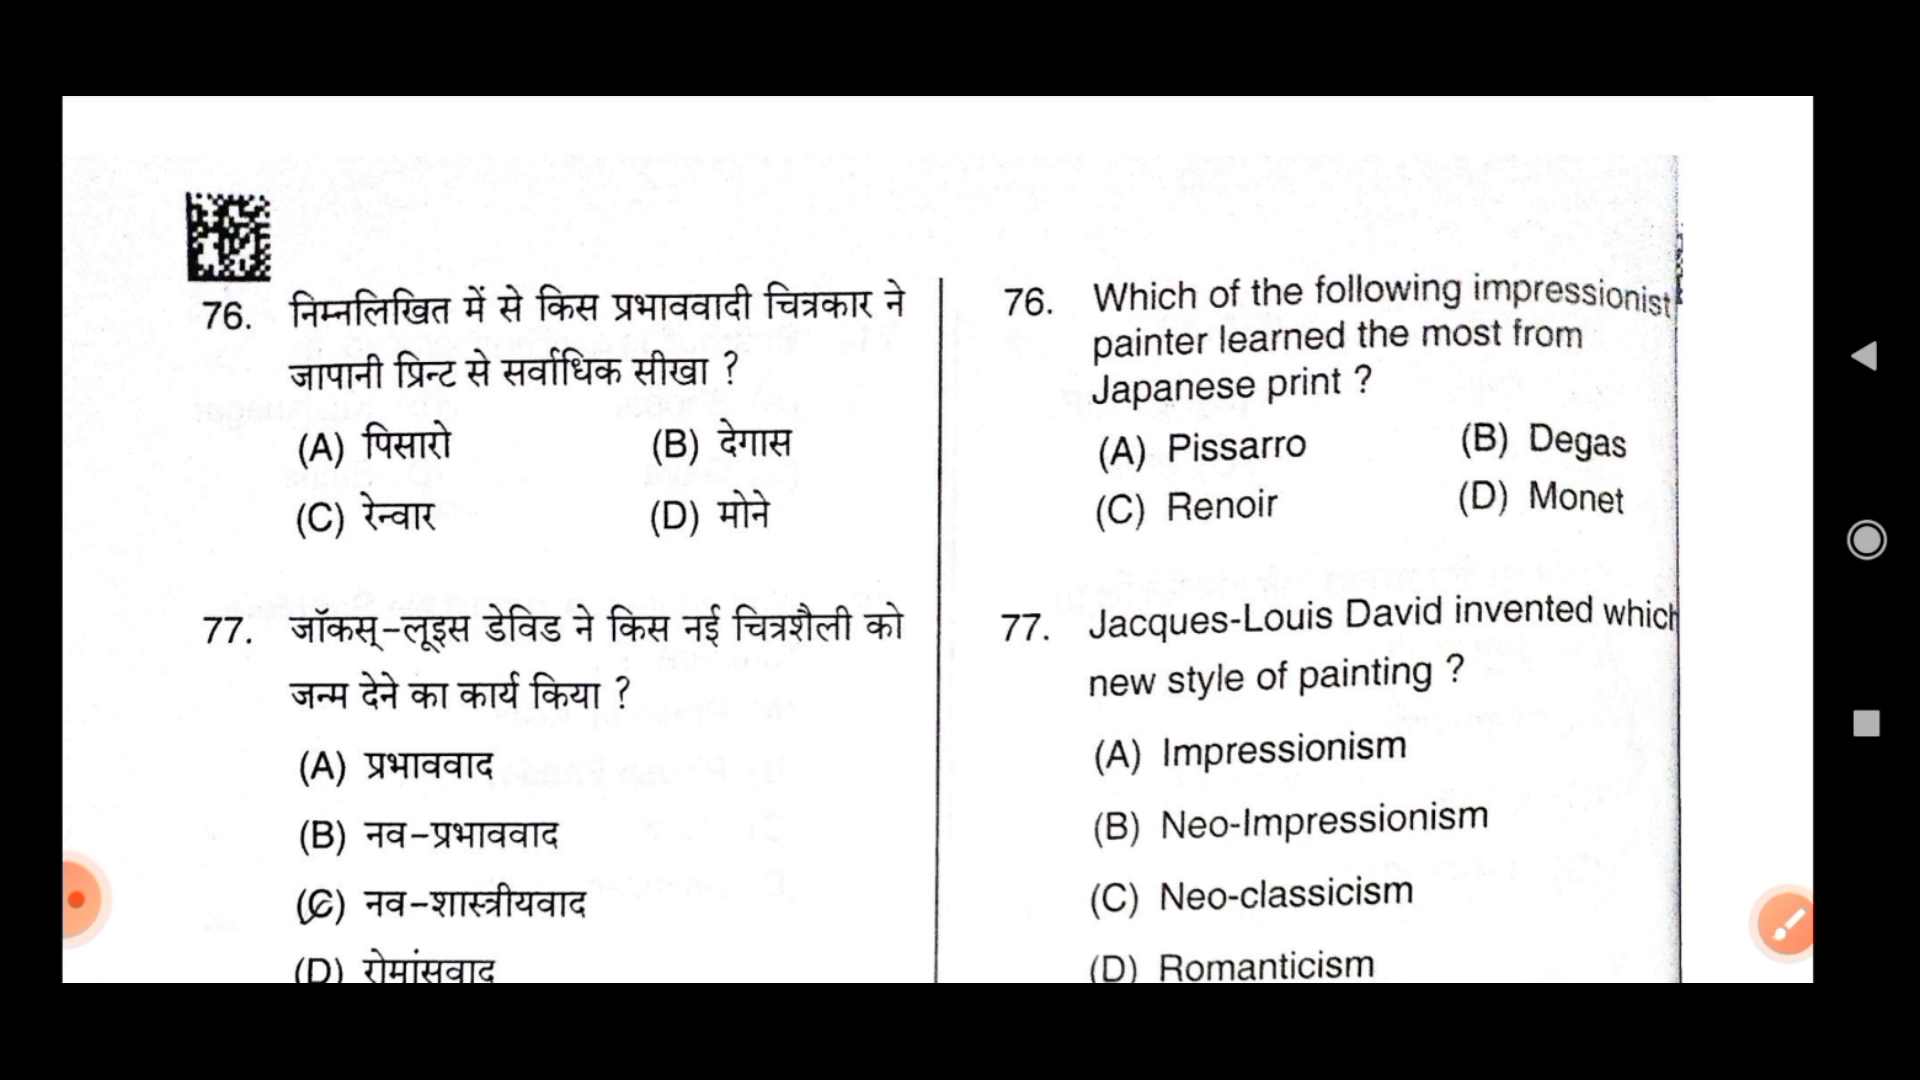 76. निम्नलिखित में से किस प्रभाववादी चित्रकार ने
जापानी प्रिन्ट से सर्वाधिक सीखा ?
(A) पिसारो (B) देगास
(C) रेन्वार (D) मोने
77. जॉकस्-लूइस डेविड ने किस नई चित्रशैली को
जन्म देने का कार्य किया ?
(A) प्रभाववाद
(B) नव-प्रभाववाद
(C) नव-शास्त्रीयवाद
(D) रोमांसवाद
76. Which of the following impressionist
painter learned the most from
Japanese print ?
(A) Pissarro (B) Degas
(C) Renoir (D) Monet
77. Jacques-Louis David invented which
new style of painting ?
(A) Impressionism
(B) Neo-Impressionism
(C) Neo-classicism
(D) Romanticism